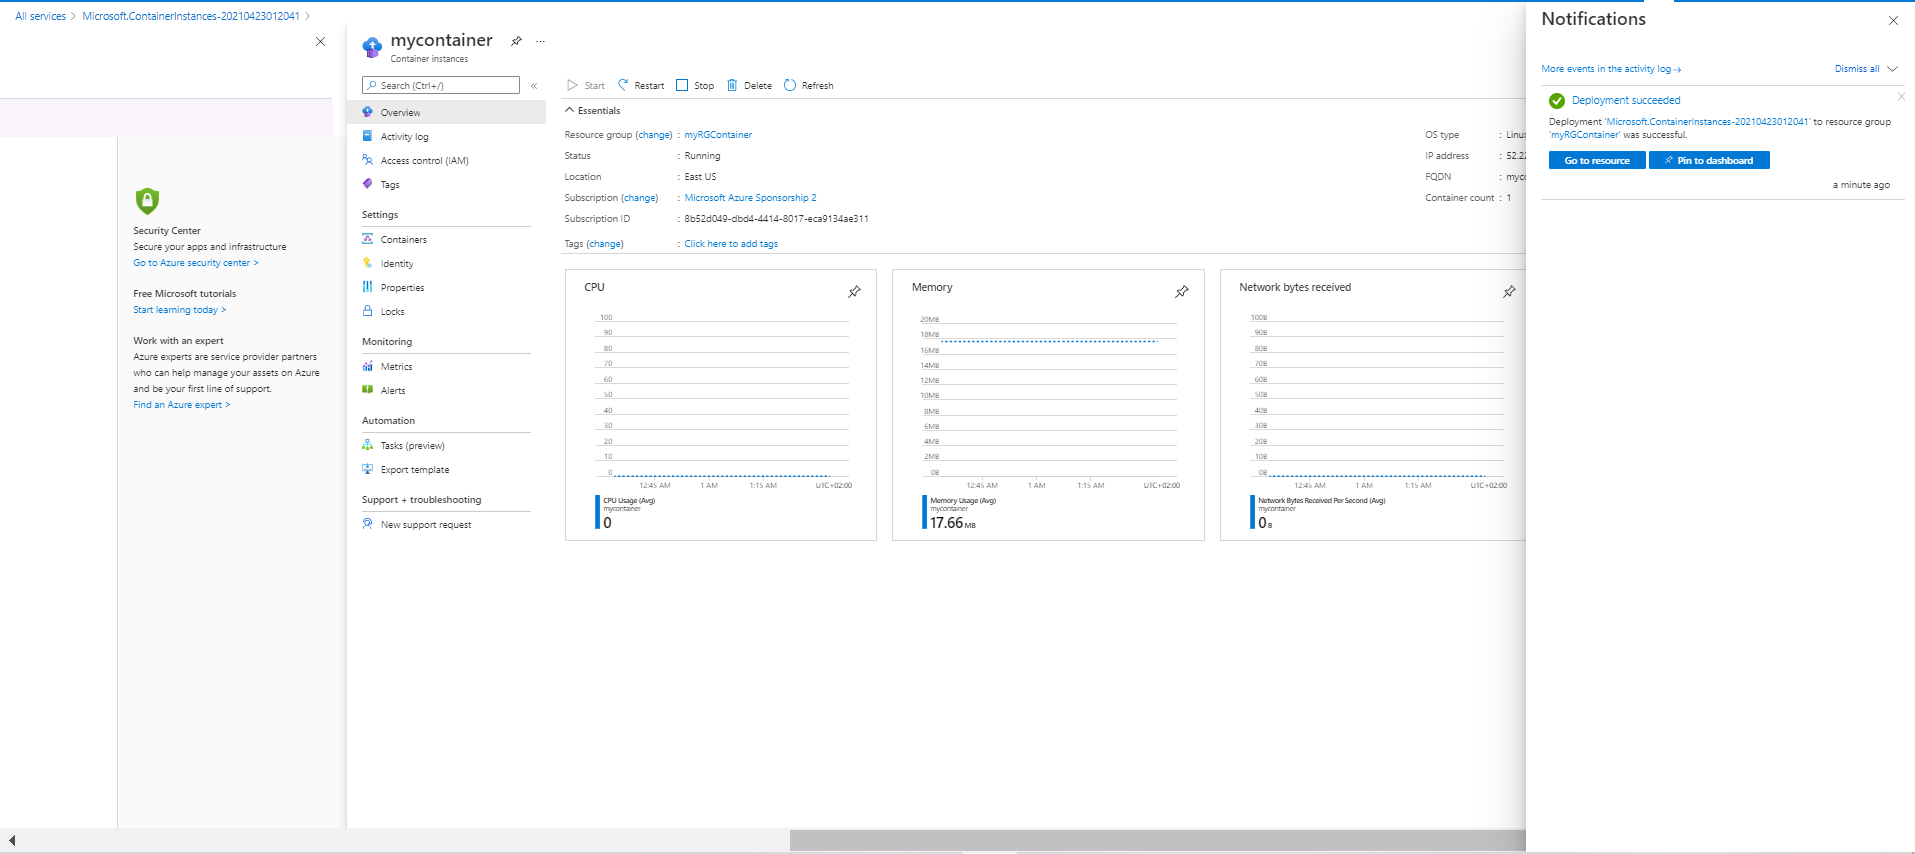 All services > Microsoft.ContainerInstances-20210423012041 >
Security Center
Secure your apps and infrastructure
Go to Azure security center >
Free Microsoft tutorials
Start learning today >
Work with an expert
Azure experts are service provider partners
who can help manage your assets on Azure
and be your first line of support.
Find an Azure expert >
mycontainer
Container instances
Search (Ctrl+/)
Overview
Activity log
Access control (IAM)
Tags
Settings
Containers
Identity
Properties
Locks
Monitoring
Metrics
Alerts
Automation
Tasks (preview)
Export template
Support + troubleshooting
New support request
Start Restart Stop Delete Refresh
Essentials
Resource group (change) : myRGContainer
Status : Running
Location : East US
Subscription (change) : Microsoft Azure Sponsorship 2
Subscription ID : 8b52d049-dbd4-4414-8017-eca9134ae311
Tags (change) : Click here to add tags
OS type :
IP address : 52.22
FQDN :
Container count : 1
CPU
100
90
80
70
60
50
40
30
20
10
0
12:45 AM 1 AM 1:15 AM UTC+02:00
CPU Usage (Avg)
mycontainer
0
Memory
20MB
18MB
16MB
14MB
12MB
10MB
8MB
6MB
4MB
2MB
0B
12:45 AM 1 AM 1:15 AM UTC+02:00
Memory Usage (Avg)
mycontainer
17.66 MB
Network bytes received
100B
90B
80B
70B
60B
50B
40B
30B
20B
10B
0B
12:45 AM 1 AM 1:15 AM UTC+02:00
Network Bytes Received Per Second (Avg)
mycontainer
0 B
Notifications
More events in the activity log → Dismiss all
Deployment succeeded
Deployment 'Microsoft.ContainerInstances-20210423012041' to resource group
'myRGContainer' was successful.
Go to resource Pin to dashboard
a minute ago